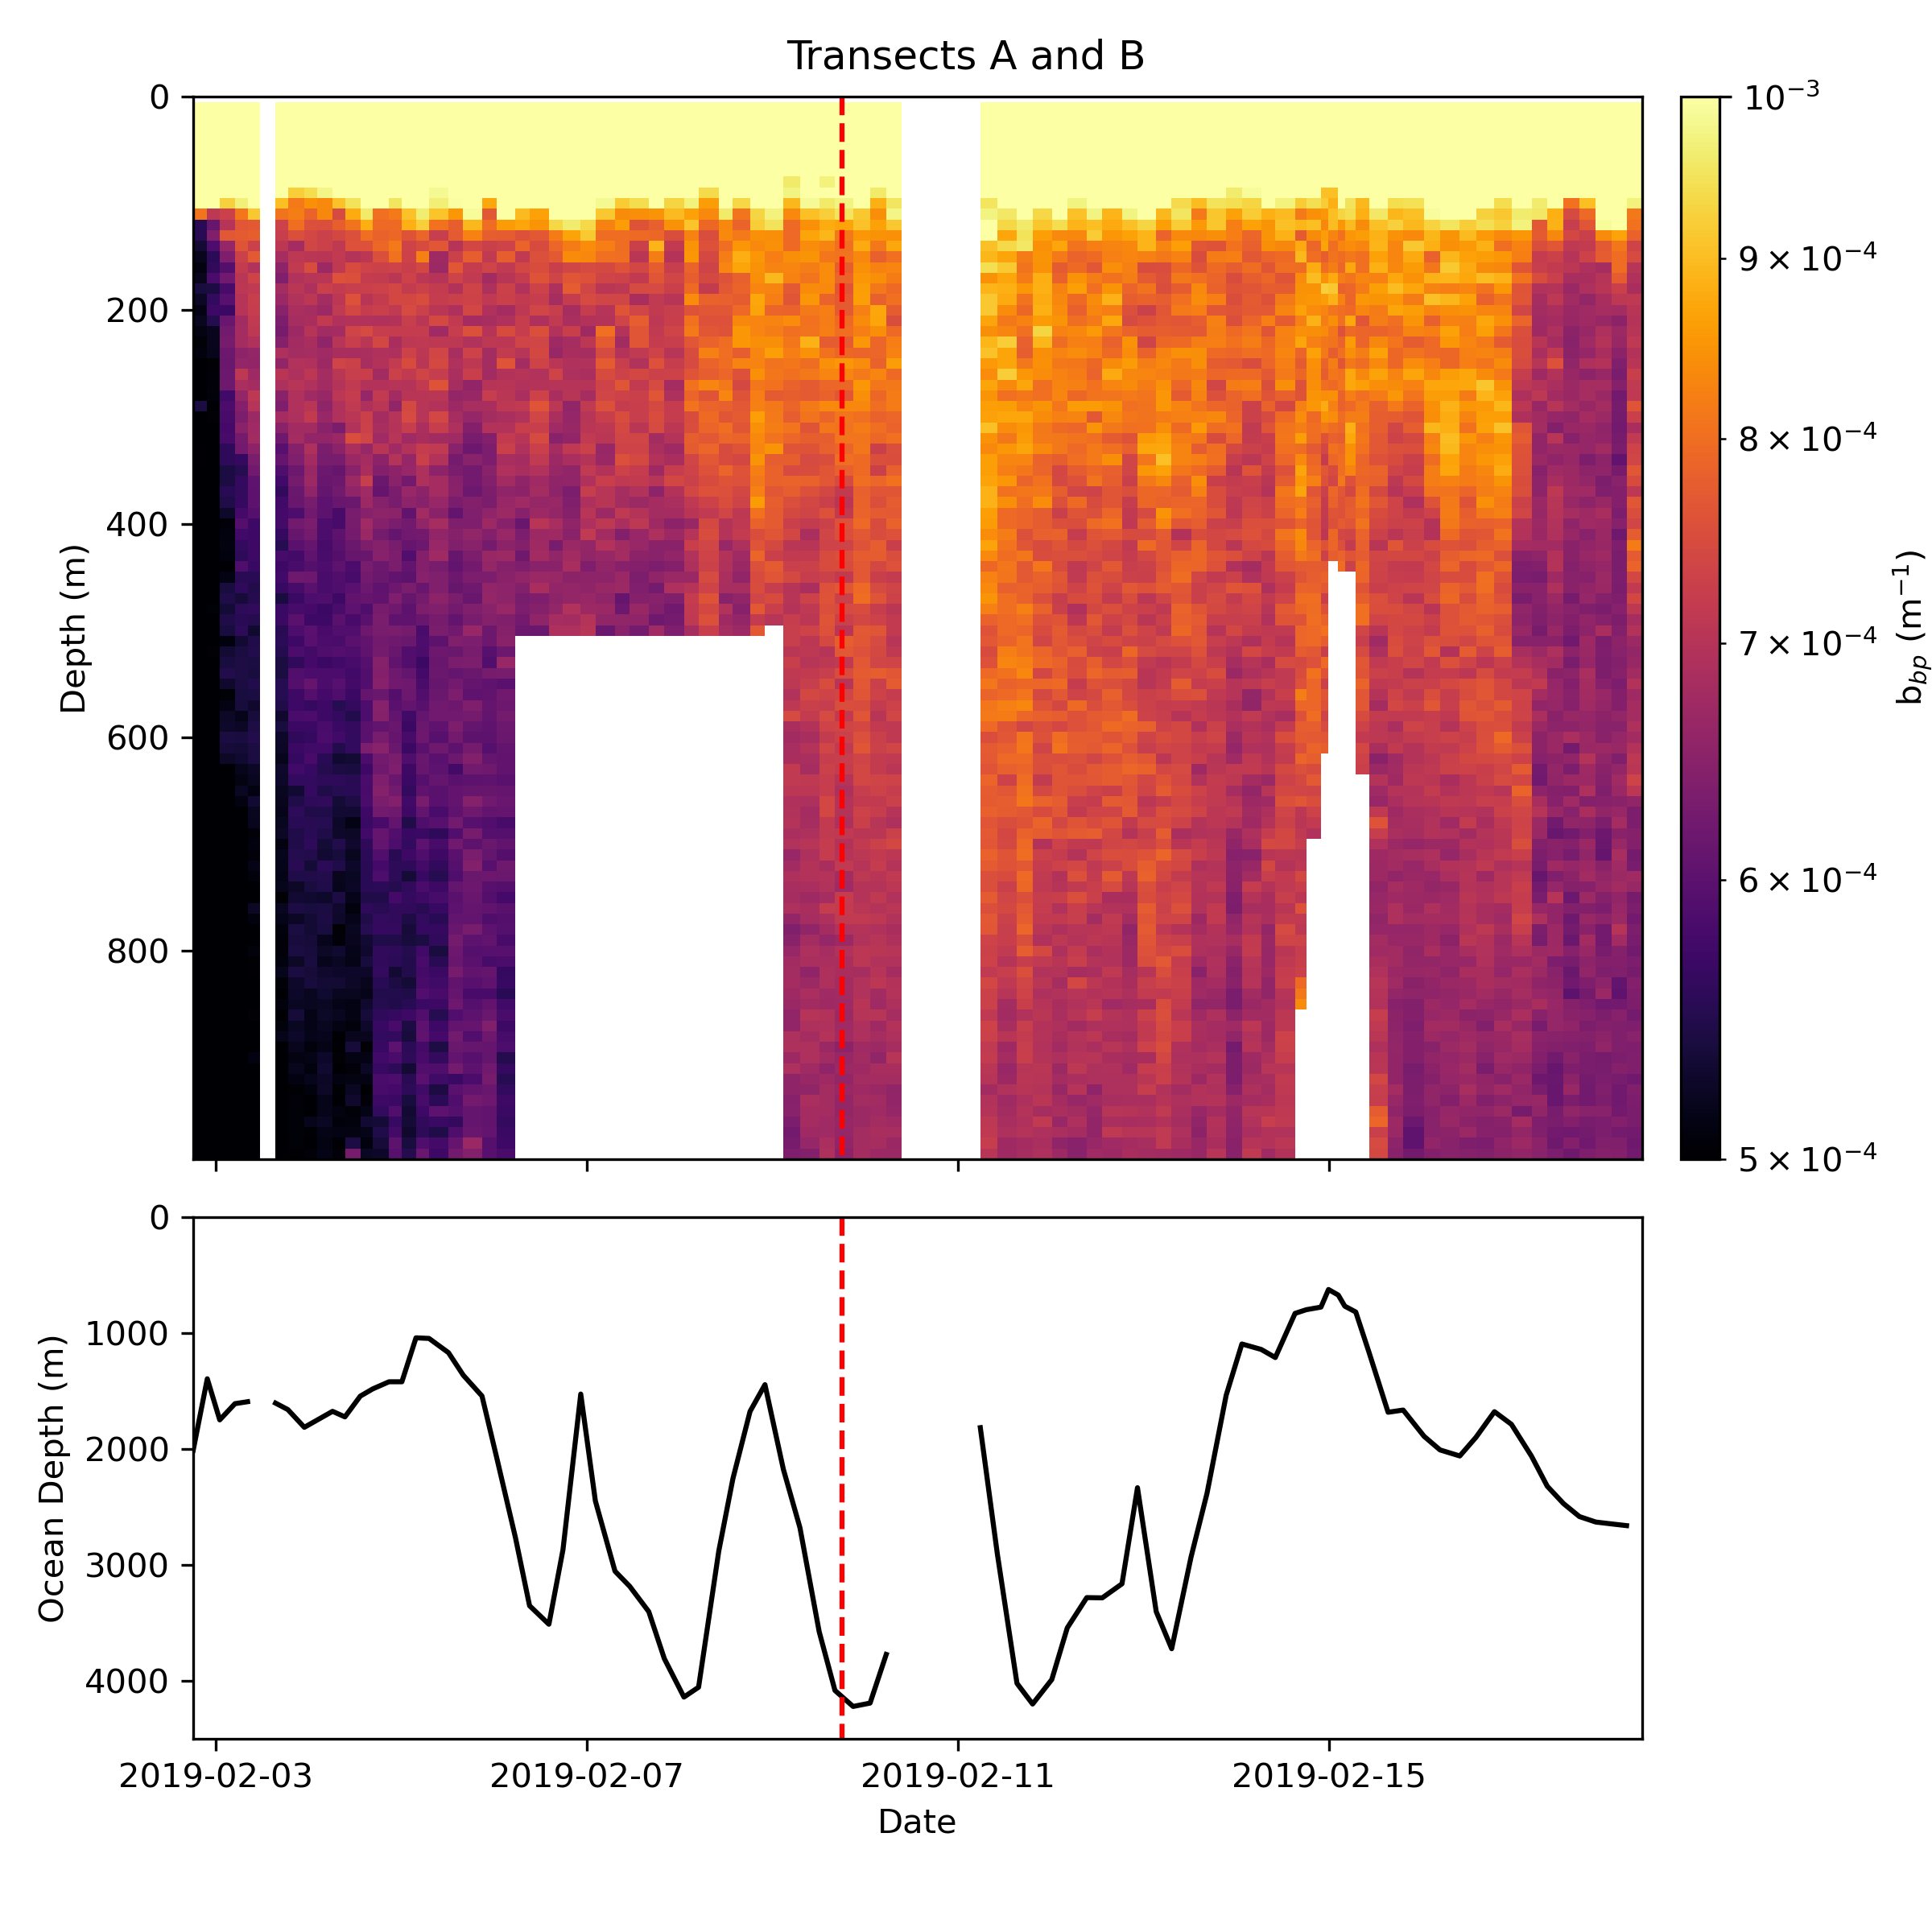 Transects A and B
0
200
400
600
800
Depth (m)
10⁻³
9 × 10⁻⁴
8 × 10⁻⁴
7 × 10⁻⁴
6 × 10⁻⁴
5 × 10⁻⁴
b_bp (m⁻¹)
0
1000
2000
3000
4000
Ocean Depth (m)
2019-02-03 2019-02-07 2019-02-11 2019-02-15
Date